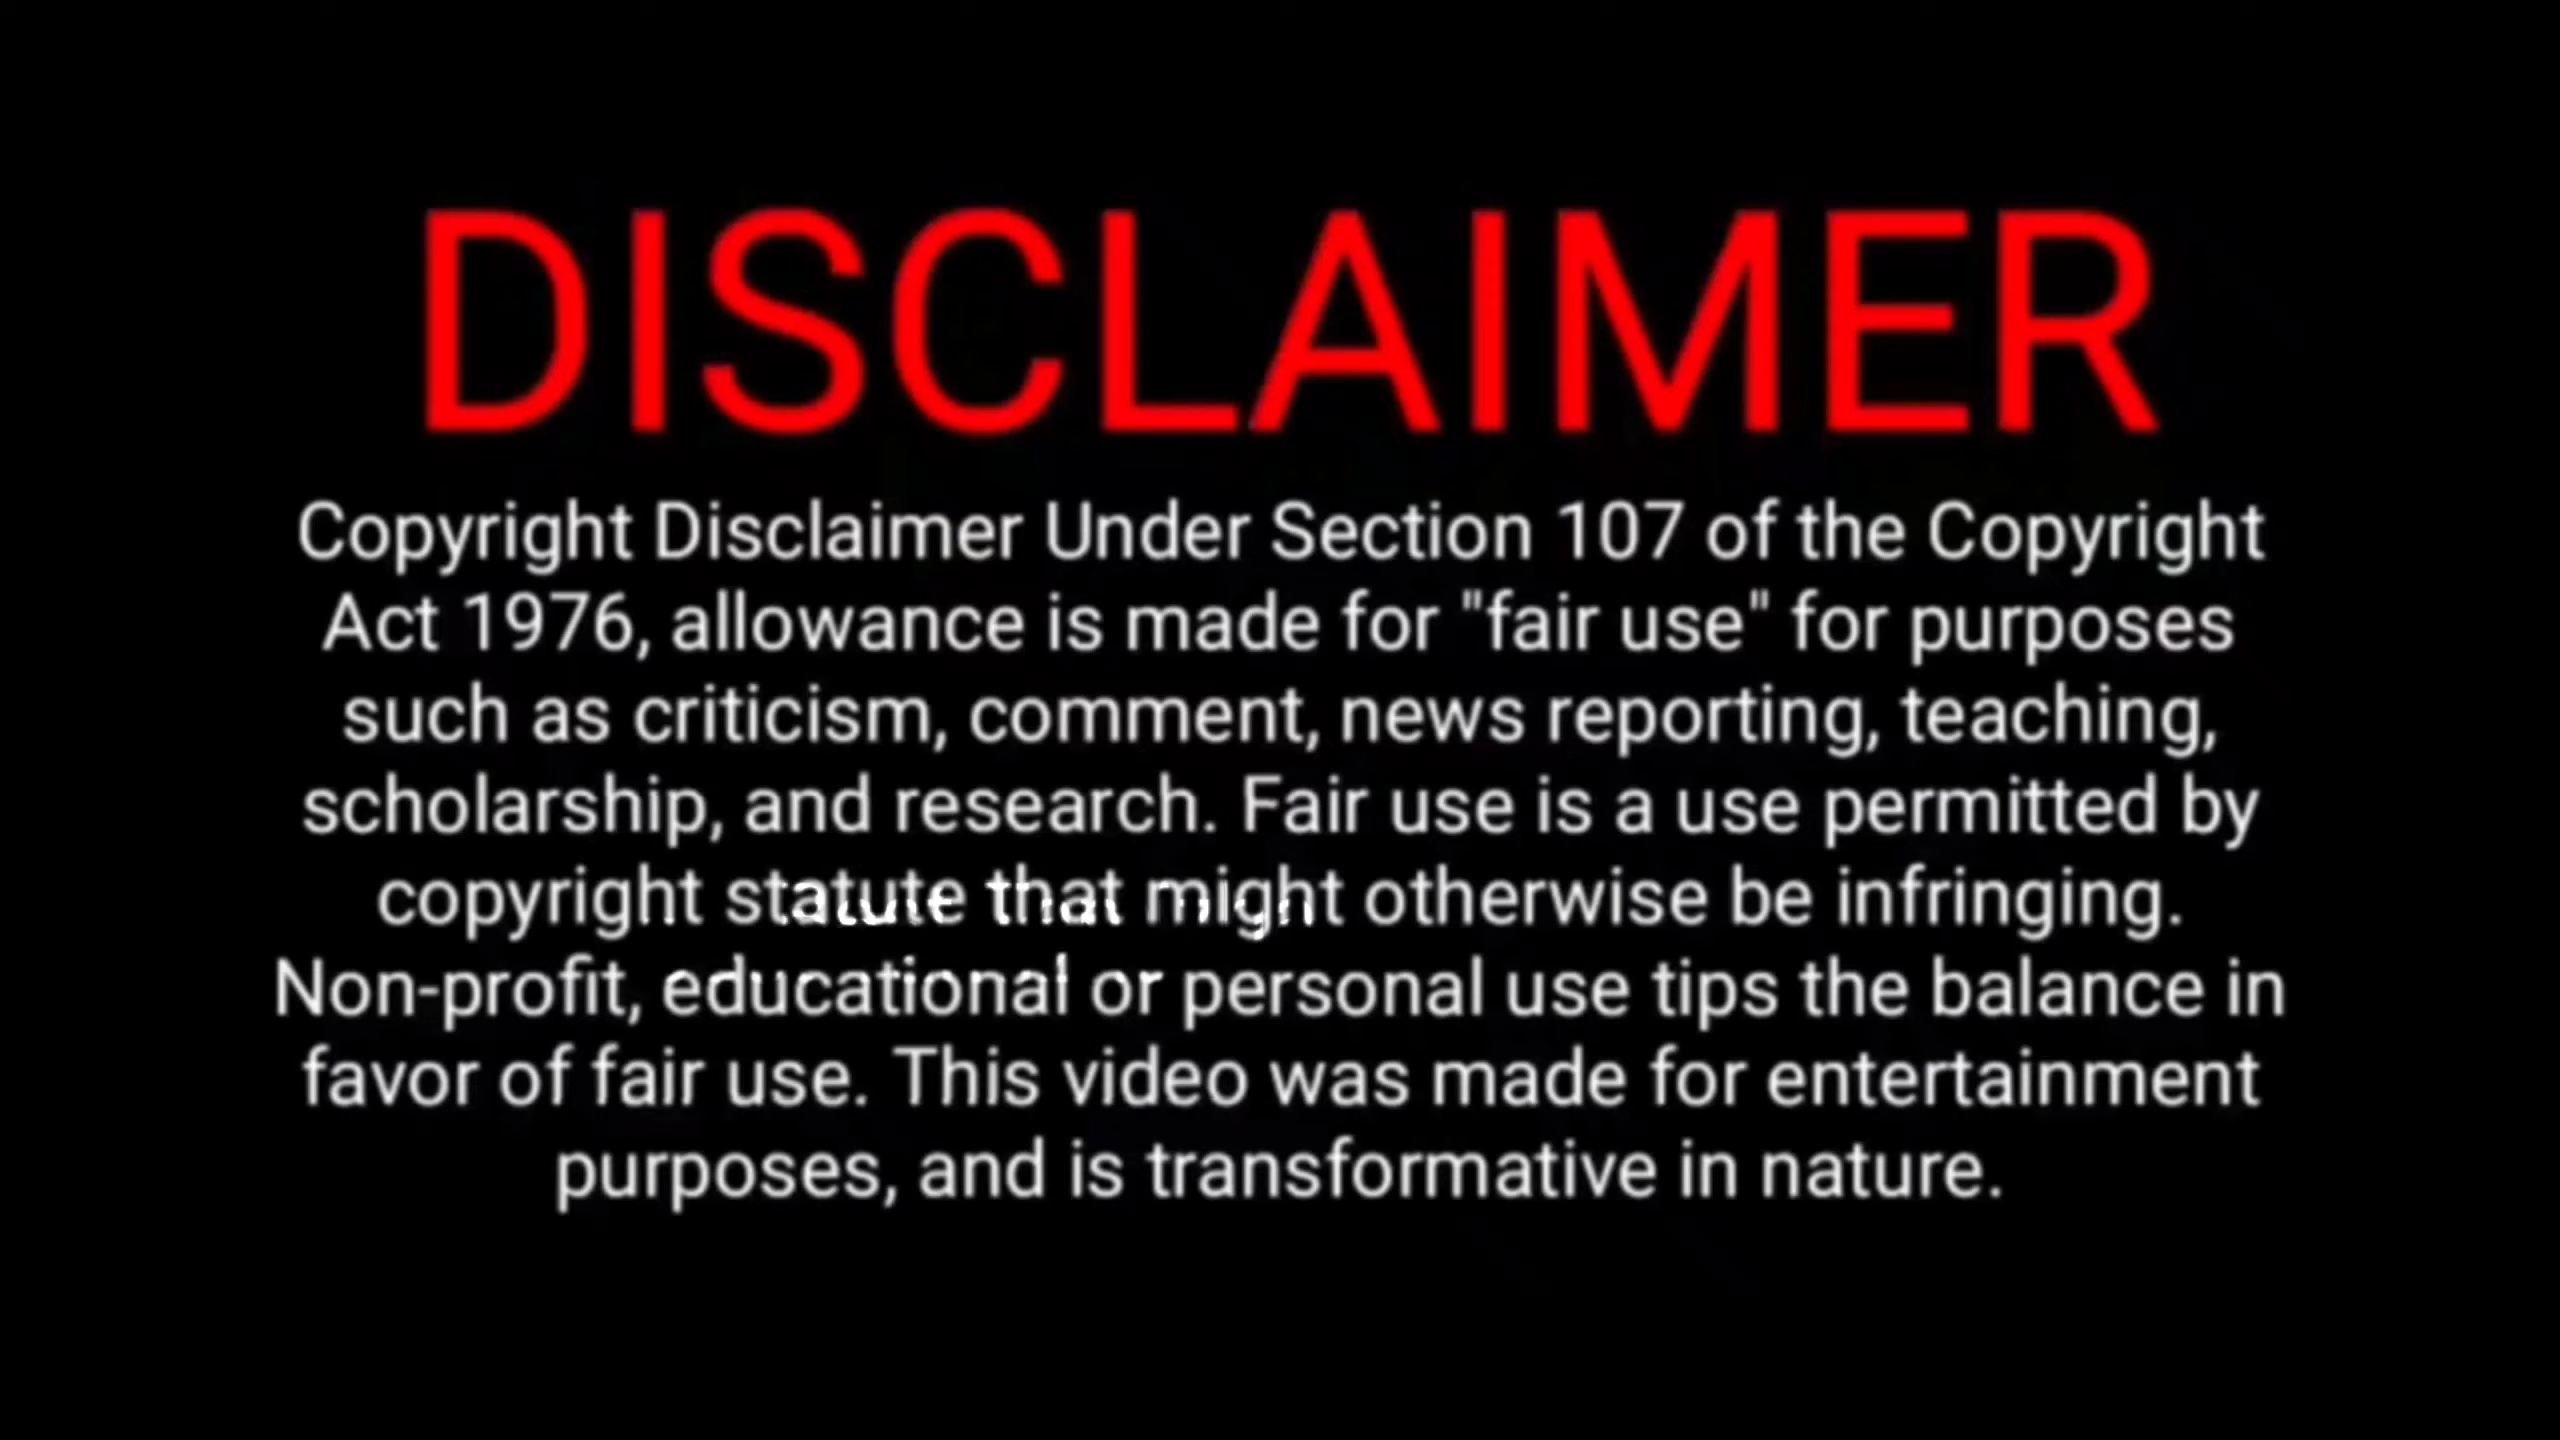 DISCLAIMER
Copyright Disclaimer Under Section 107 of the Copyright
Act 1976, allowance is made for "fair use" for purposes
such as criticism, comment, news reporting, teaching,
scholarship, and research. Fair use is a use permitted by
copyright statute that might otherwise be infringing.
Non-profit, educational or personal use tips the balance in
favor of fair use. This video was made for entertainment
purposes, and is transformative in nature.